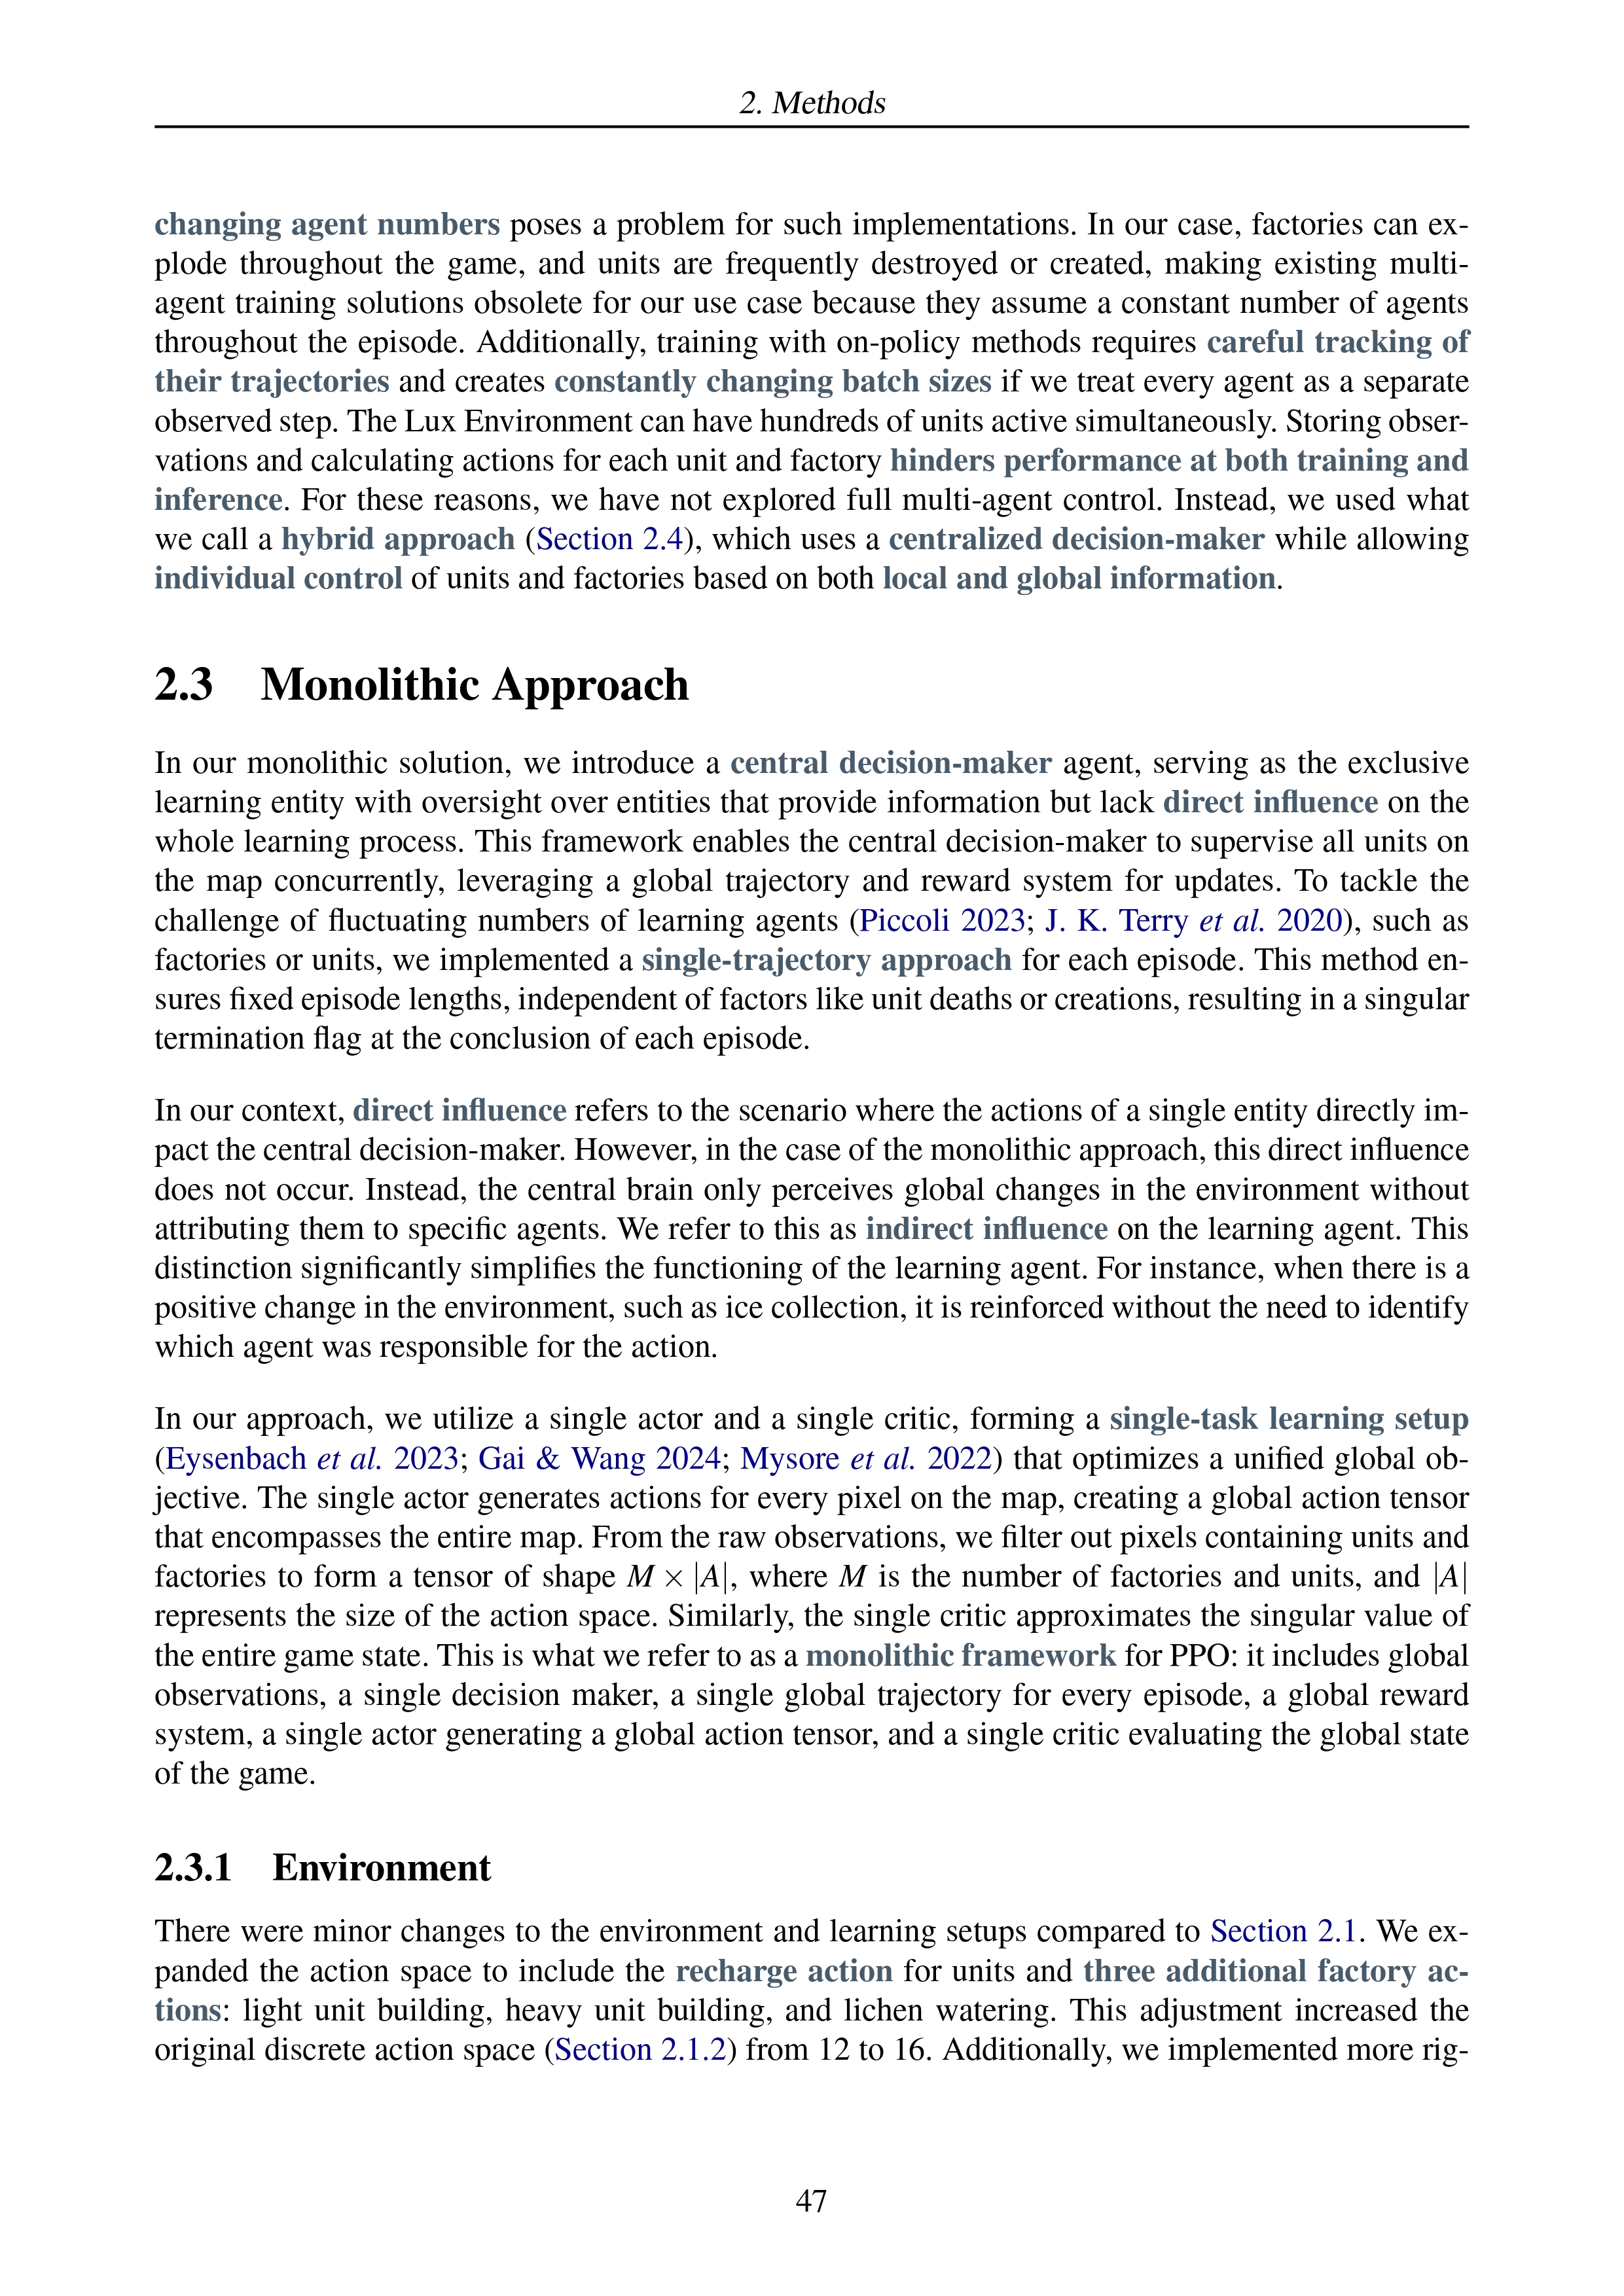 2. Methods
changing agent numbers poses a problem for such implementations. In our case, factories can ex-
plode throughout the game, and units are frequently destroyed or created, making existing multi-
agent training solutions obsolete for our use case because they assume a constant number of agents
throughout the episode. Additionally, training with on-policy methods requires careful tracking of
their trajectories and creates constantly changing batch sizes if we treat every agent as a separate
observed step. The Lux Environment can have hundreds of units active simultaneously. Storing obser-
vations and calculating actions for each unit and factory hinders performance at both training and
inference. For these reasons, we have not explored full multi-agent control. Instead, we used what
we call a hybrid approach (Section 2.4), which uses a centralized decision-maker while allowing
individual control of units and factories based on both local and global information.
2.3 Monolithic Approach
In our monolithic solution, we introduce a central decision-maker agent, serving as the exclusive
learning entity with oversight over entities that provide information but lack direct influence on the
whole learning process. This framework enables the central decision-maker to supervise all units on
the map concurrently, leveraging a global trajectory and reward system for updates. To tackle the
challenge of fluctuating numbers of learning agents (Piccoli 2023; J. K. Terry et al. 2020), such as
factories or units, we implemented a single-trajectory approach for each episode. This method en-
sures fixed episode lengths, independent of factors like unit deaths or creations, resulting in a singular
termination flag at the conclusion of each episode.
In our context, direct influence refers to the scenario where the actions of a single entity directly im-
pact the central decision-maker. However, in the case of the monolithic approach, this direct influence
does not occur. Instead, the central brain only perceives global changes in the environment without
attributing them to specific agents. We refer to this as indirect influence on the learning agent. This
distinction significantly simplifies the functioning of the learning agent. For instance, when there is a
positive change in the environment, such as ice collection, it is reinforced without the need to identify
which agent was responsible for the action.
In our approach, we utilize a single actor and a single critic, forming a single-task learning setup
(Eysenbach et al. 2023; Gai & Wang 2024; Mysore et al. 2022) that optimizes a unified global ob-
jective. The single actor generates actions for every pixel on the map, creating a global action tensor
that encompasses the entire map. From the raw observations, we filter out pixels containing units and
factories to form a tensor of shape M × |A|, where M is the number of factories and units, and |A|
represents the size of the action space. Similarly, the single critic approximates the singular value of
the entire game state. This is what we refer to as a monolithic framework for PPO: it includes global
observations, a single decision maker, a single global trajectory for every episode, a global reward
system, a single actor generating a global action tensor, and a single critic evaluating the global state
of the game.
2.3.1 Environment
There were minor changes to the environment and learning setups compared to Section 2.1. We ex-
panded the action space to include the recharge action for units and three additional factory ac-
tions: light unit building, heavy unit building, and lichen watering. This adjustment increased the
original discrete action space (Section 2.1.2) from 12 to 16. Additionally, we implemented more rig-
47